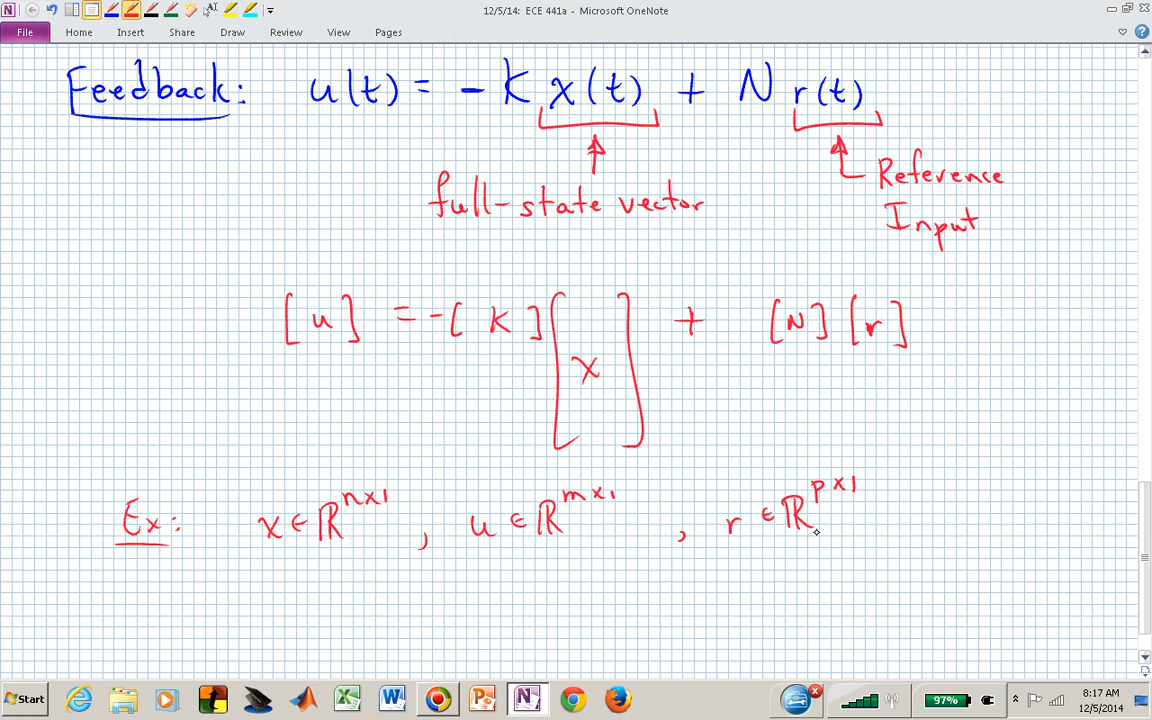 12/5/14: ECE 441a - Microsoft OneNote
File Home Insert Share Draw Review View Pages
Feedback: u(t) = - K x(t) + N r(t)
full-state vector
Reference
Input
[u] = -[K][x] + [N][r]
Ex: x ∈ ℝ^{n×1}, u ∈ ℝ^{m×1}, r ∈ ℝ^{p×1}
Start
97%
8:17 AM
12/5/2014